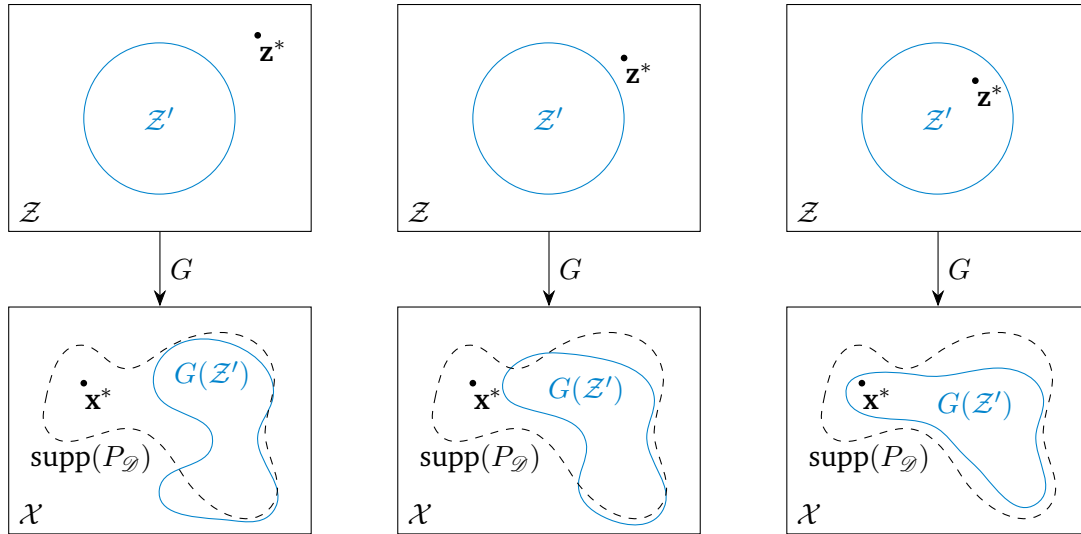 z* z* z*
𝒵′ 𝒵′ 𝒵′
𝒵 𝒵 𝒵
G G G
G(𝒵′) G(𝒵′) G(𝒵′)
x* x* x*
supp(P𝒟) supp(P𝒟) supp(P𝒟)
𝒳 𝒳 𝒳